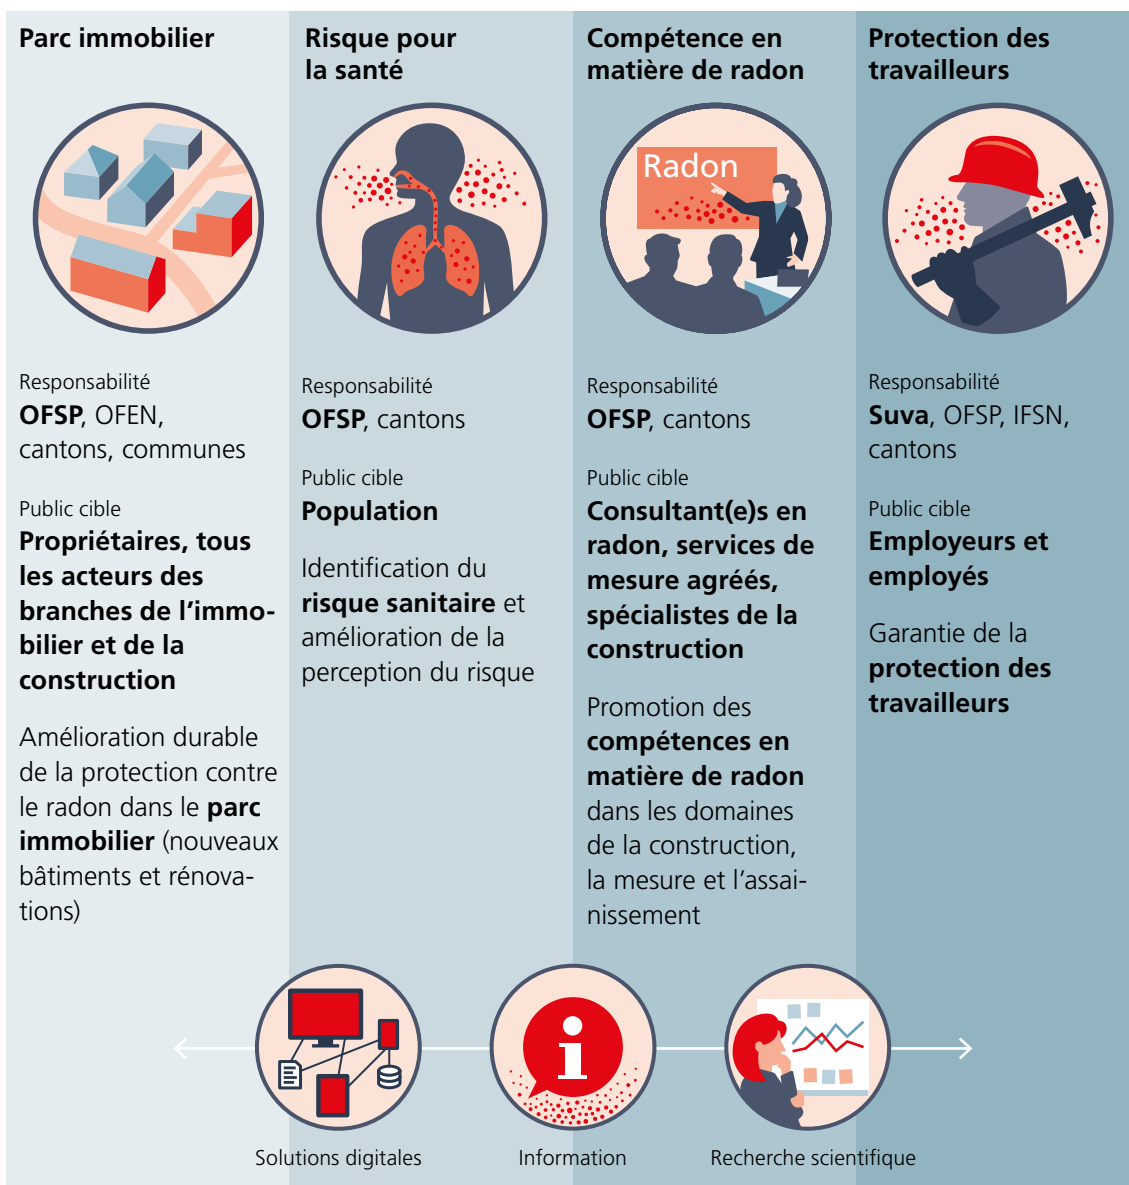 Parc immobilier
Responsabilité
OFSP, OFEN,
cantons, communes
Public cible
Propriétaires, tous
les acteurs des
branches de l’immo-
bilier et de la
construction
Amélioration durable
de la protection contre
le radon dans le parc
immobilier (nouveaux
bâtiments et rénova-
tions)
Risque pour
la santé
Responsabilité
OFSP, cantons
Public cible
Population
Identification du
risque sanitaire et
amélioration de la
perception du risque
Compétence en
matière de radon
Radon
Responsabilité
OFSP, cantons
Public cible
Consultant(e)s en
radon, services de
mesure agréés,
spécialistes de la
construction
Promotion des
compétences en
matière de radon
dans les domaines
de la construction,
la mesure et l’assai-
nissement
Protection des
travailleurs
Responsabilité
Suva, OFSP, IFSN,
cantons
Public cible
Employeurs et
employés
Garantie de la
protection des
travailleurs
i
Solutions digitales
Information
Recherche scientifique